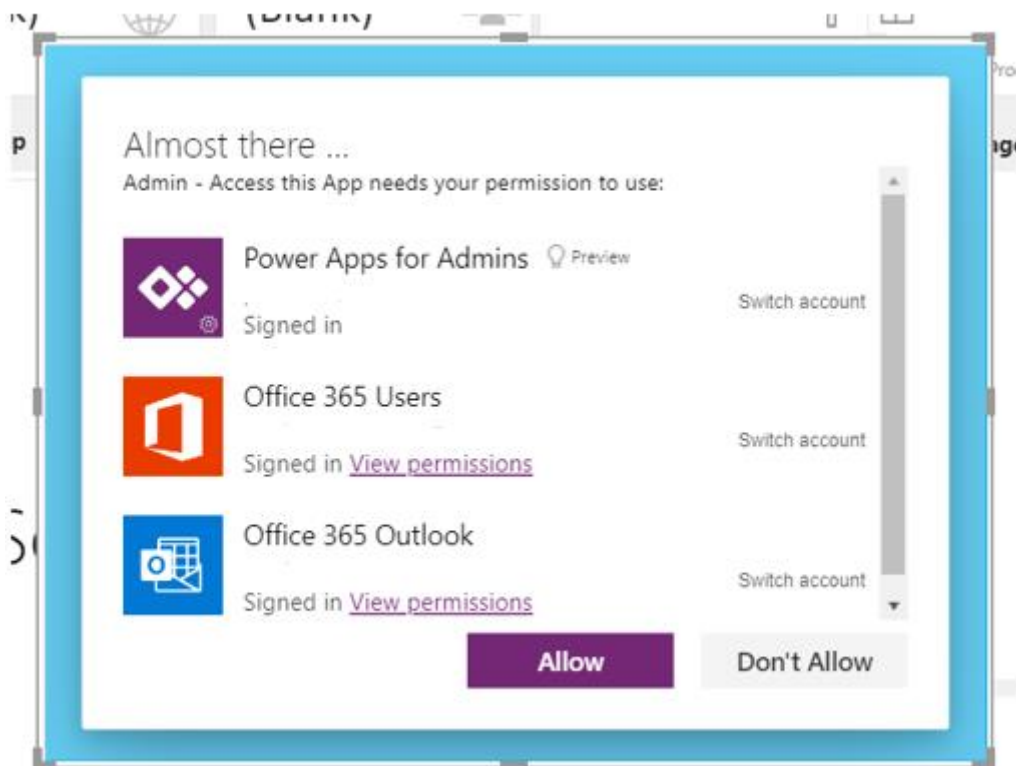 (Blank)
Almost there ...
Admin - Access this App needs your permission to use:
Power Apps for Admins Preview
Switch account
Signed in
Office 365 Users
Switch account
Signed in View permissions
Office 365 Outlook
Switch account
Signed in View permissions
Allow Don't Allow